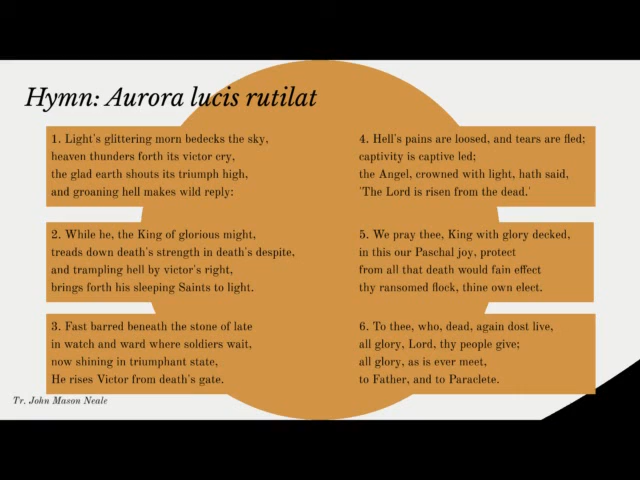 Hymn: Aurora lucis rutilat
1. Light's glittering morn bedecks the sky,
heaven thunders forth its victor cry,
the glad earth shouts its triumph high,
and groaning hell makes wild reply:
2. While he, the King of glorious might,
treads down death's strength in death's despite,
and trampling hell by victor's right,
brings forth his sleeping Saints to light.
3. Fast barred beneath the stone of late
in watch and ward where soldiers wait,
now shining in triumphant state,
He rises Victor from death's gate.
4. Hell's pains are loosed, and tears are fled;
captivity is captive led;
the Angel, crowned with light, hath said,
'The Lord is risen from the dead.'
5. We pray thee, King with glory decked,
in this our Paschal joy, protect
from all that death would fain effect
thy ransomed flock, thine own elect.
6. To thee, who, dead, again dost live,
all glory, Lord, thy people give;
all glory, as is ever meet,
to Father, and to Paraclete.
Tr. John Mason Neale